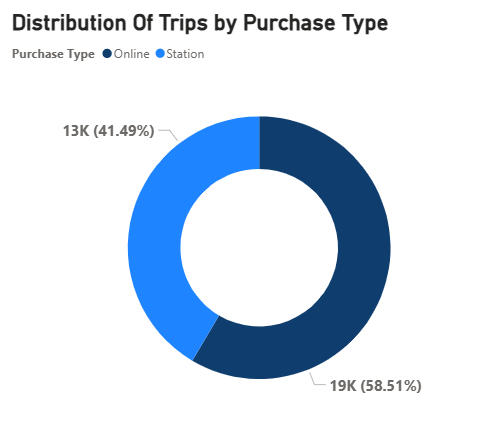 Distribution Of Trips by Purchase Type
Purchase Type Online Station
13K (41.49%)
19K (58.51%)